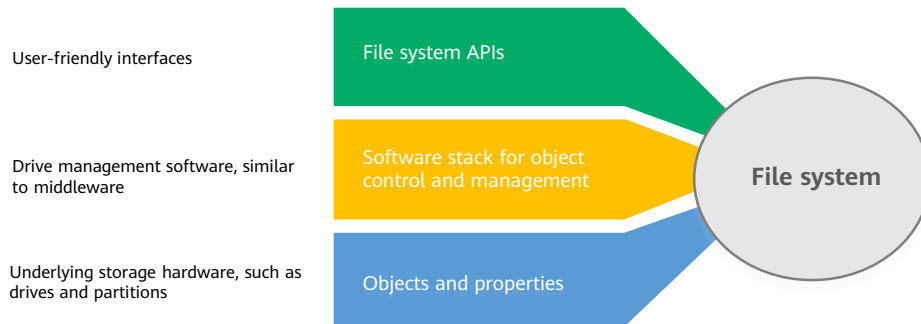 User-friendly interfaces
File system APIs
Drive management software, similar
to middleware
Software stack for object
control and management
File system
Underlying storage hardware, such as
drives and partitions
Objects and properties